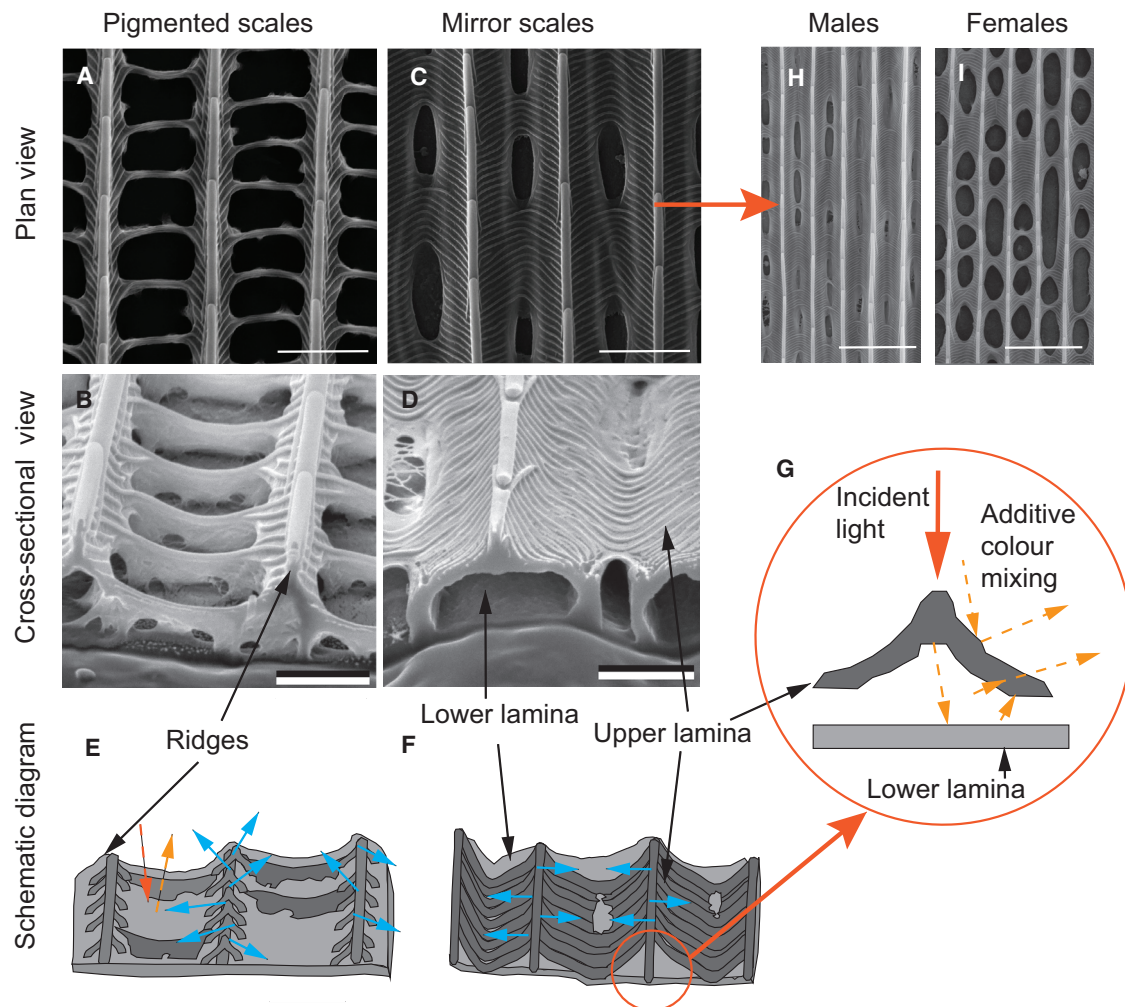 Pigmented scales
Mirror scales
Males
Females
Plan view
A
C
H
I
Cross-sectional view
B
D
G
Incident
light
Additive
colour
mixing
Lower lamina
Upper lamina
Ridges
Lower lamina
Schematic diagram
E
F